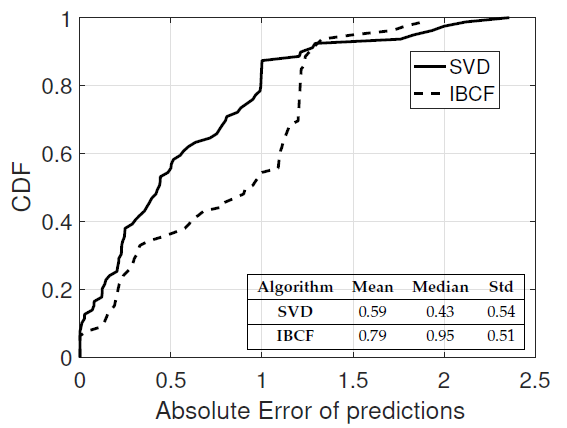 1
0.8
0.6
0.4
0.2
0
CDF
SVD
IBCF
Algorithm Mean Median Std
SVD 0.59 0.43 0.54
IBCF 0.79 0.95 0.51
0 0.5 1 1.5 2 2.5
Absolute Error of predictions